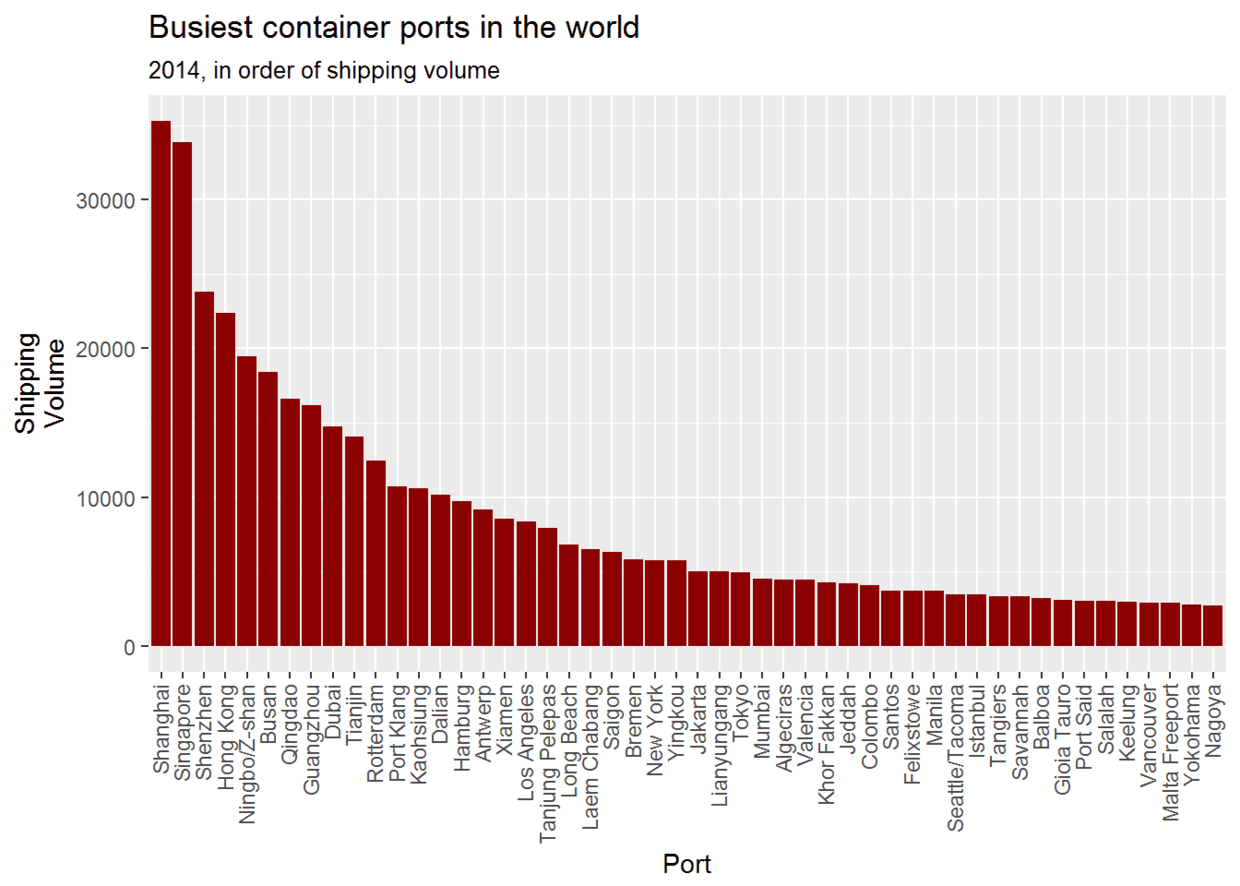 Busiest container ports in the world
2014, in order of shipping volume
Shipping
Volume
30000
20000
10000
0
Shanghai
Singapore
Shenzhen
Hong Kong
Ningbo/Z-shan
Busan
Qingdao
Guangzhou
Dubai
Tianjin
Rotterdam
Port Klang
Kaohsiung
Dalian
Hamburg
Antwerp
Xiamen
Los Angeles
Tanjung Pelepas
Long Beach
Laem Chabang
Saigon
Bremen
New York
Yingkou
Jakarta
Lianyungang
Tokyo
Mumbai
Algeciras
Valencia
Khor Fakkan
Jeddah
Colombo
Santos
Felixstowe
Manila
Seattle/Tacoma
Istanbul
Tangiers
Savannah
Balboa
Gioia Tauro
Port Said
Salalah
Keelung
Vancouver
Malta Freeport
Yokohama
Nagoya
Port